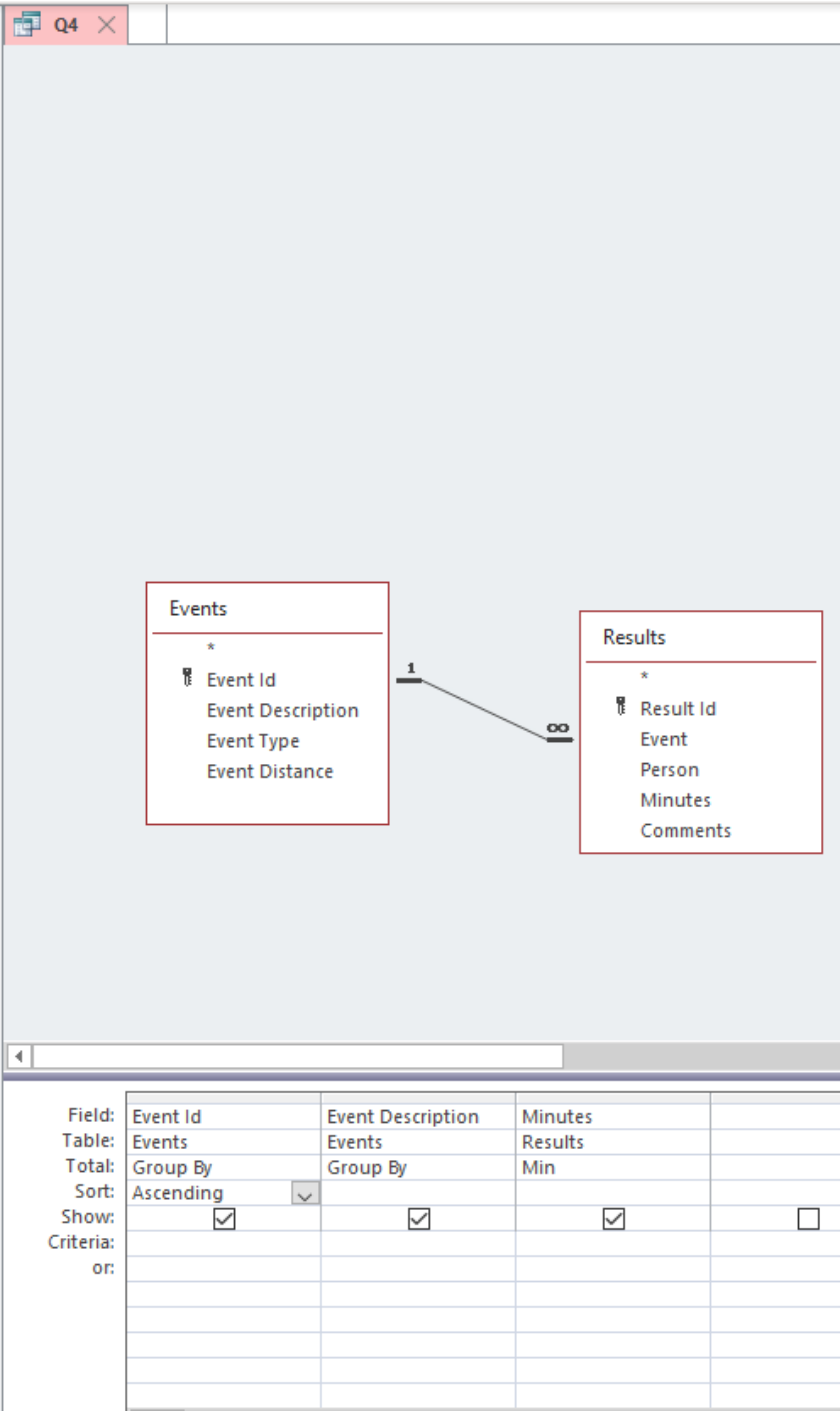 Q4
Events
*
Event Id
Event Description
Event Type
Event Distance
1
∞
Results
*
Result Id
Event
Person
Minutes
Comments
Field: Event Id Event Description Minutes
Table: Events Events Results
Total: Group By Group By Min
Sort: Ascending
Show:
Criteria:
or: